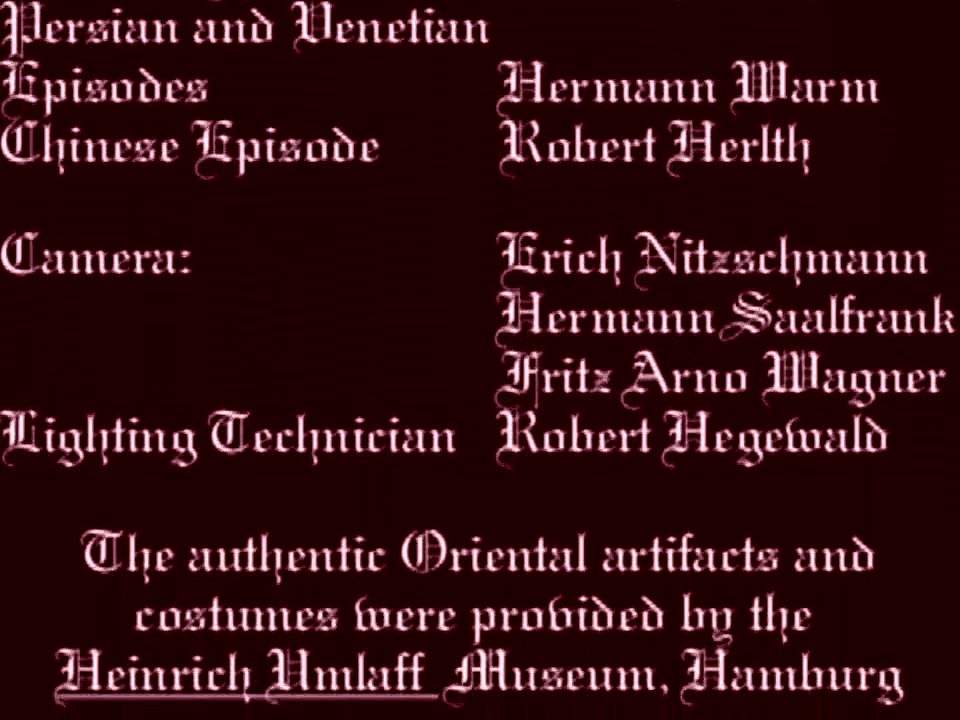 Persian and Venetian
Episodes Hermann Warm
Chinese Episode Robert Herlth
Camera: Erich Nitzschmann
Hermann Saalfrank
Fritz Arno Wagner
Lighting Technician Robert Hegewald
The authentic Oriental artifacts and
costumes were provided by the
Heinrich Umlaff Museum, Hamburg